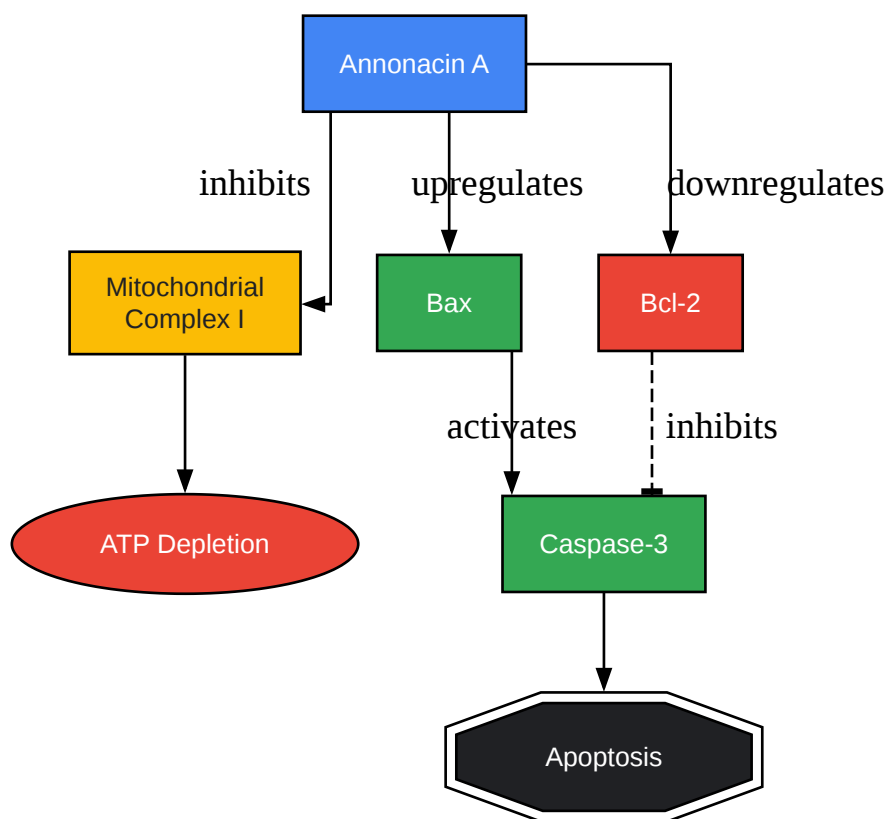 Annonacin A
inhibits
upregulates
downregulates
Mitochondrial
Complex I
Bax
Bcl-2
activates
inhibits
ATP Depletion
Caspase-3
Apoptosis